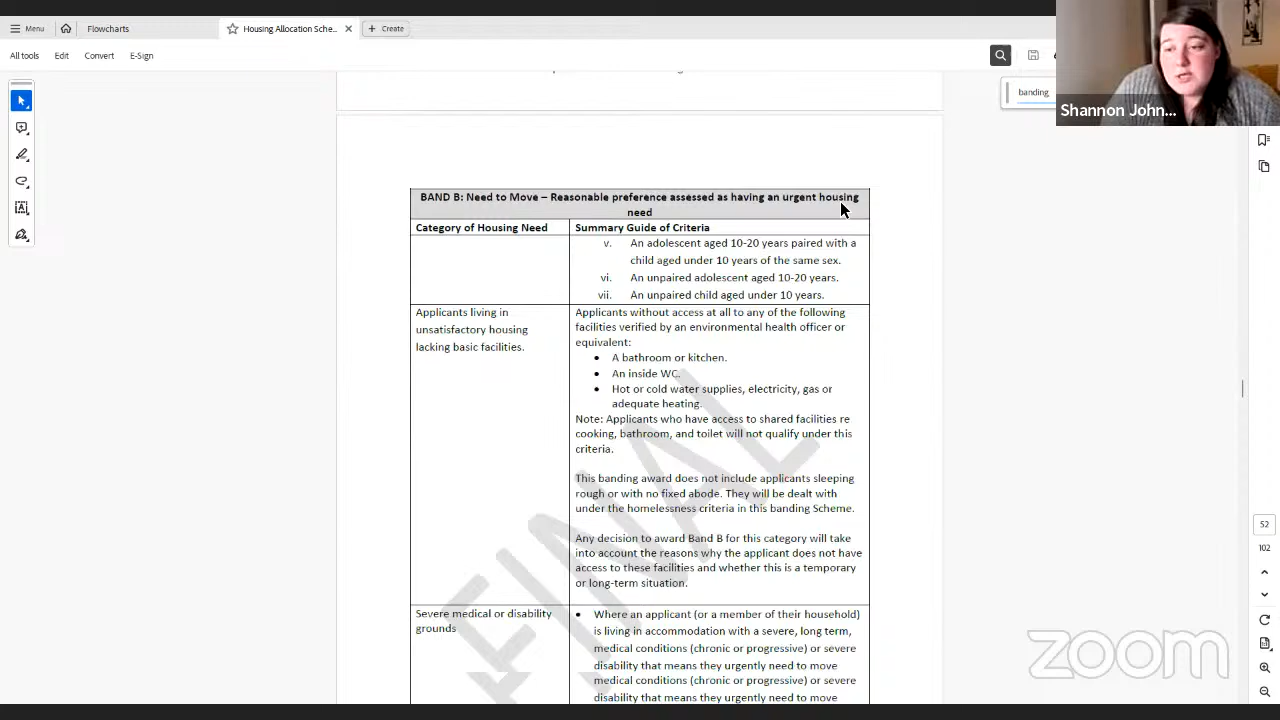 Menu
Flowcharts
Housing Allocation Sche...
Create
All tools
Edit
Convert
E-Sign
banding
Shannon John...
BAND B: Need to Move – Reasonable preference assessed as having an urgent housing
need
Category of Housing Need
Summary Guide of Criteria
v. An adolescent aged 10-20 years paired with a
child aged under 10 years of the same sex.
vi. An unpaired adolescent aged 10-20 years.
vii. An unpaired child aged under 10 years.
Applicants living in
unsatisfactory housing
lacking basic facilities.
Applicants without access at all to any of the following
facilities verified by an environmental health officer or
equivalent:
• A bathroom or kitchen.
• An inside WC.
• Hot or cold water supplies, electricity, gas or
adequate heating.
Note: Applicants who have access to shared facilities re
cooking, bathroom, and toilet will not qualify under this
criteria.
This banding award does not include applicants sleeping
rough or with no fixed abode. They will be dealt with
under the homelessness criteria in this banding Scheme.
Any decision to award Band B for this category will take
into account the reasons why the applicant does not have
access to these facilities and whether this is a temporary
or long-term situation.
Severe medical or disability
grounds
• Where an applicant (or a member of their household)
is living in accommodation with a severe, long term,
medical conditions (chronic or progressive) or severe
disability that means they urgently need to move
medical conditions (chronic or progressive) or severe
disability that means they urgently need to move
FINAL
52
102
zoom